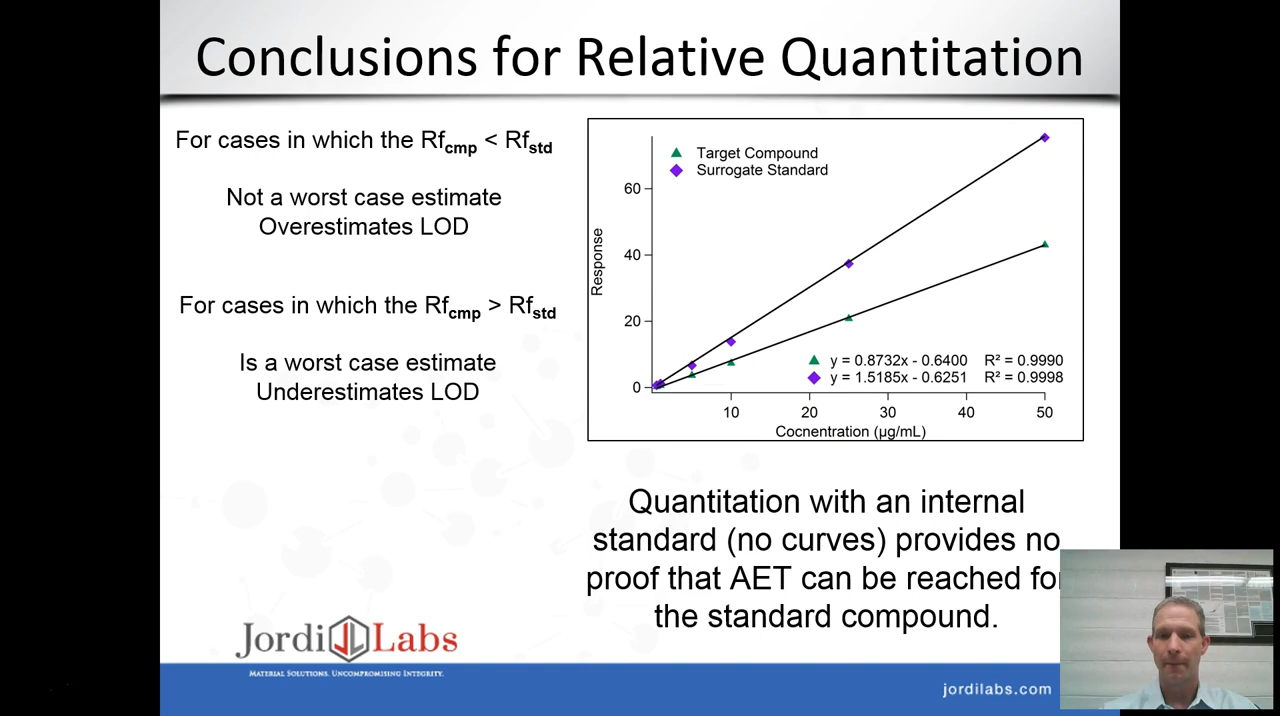 Conclusions for Relative Quantitation
For cases in which the Rfcmp < Rfstd
Not a worst case estimate
Overestimates LOD
For cases in which the Rfcmp > Rfstd
Is a worst case estimate
Underestimates LOD
Target Compound
Surrogate Standard
Response
60
40
20
0
y = 0.8732x - 0.6400 R² = 0.9990
y = 1.5185x - 0.6251 R² = 0.9998
10 20 30 40 50
Cocnentration (µg/mL)
Quantitation with an internal
standard (no curves) provides no
proof that AET can be reached for
the standard compound.
Jordi Labs
MATERIAL SOLUTIONS. UNCOMPROMISING INTEGRITY.
jordilabs.com